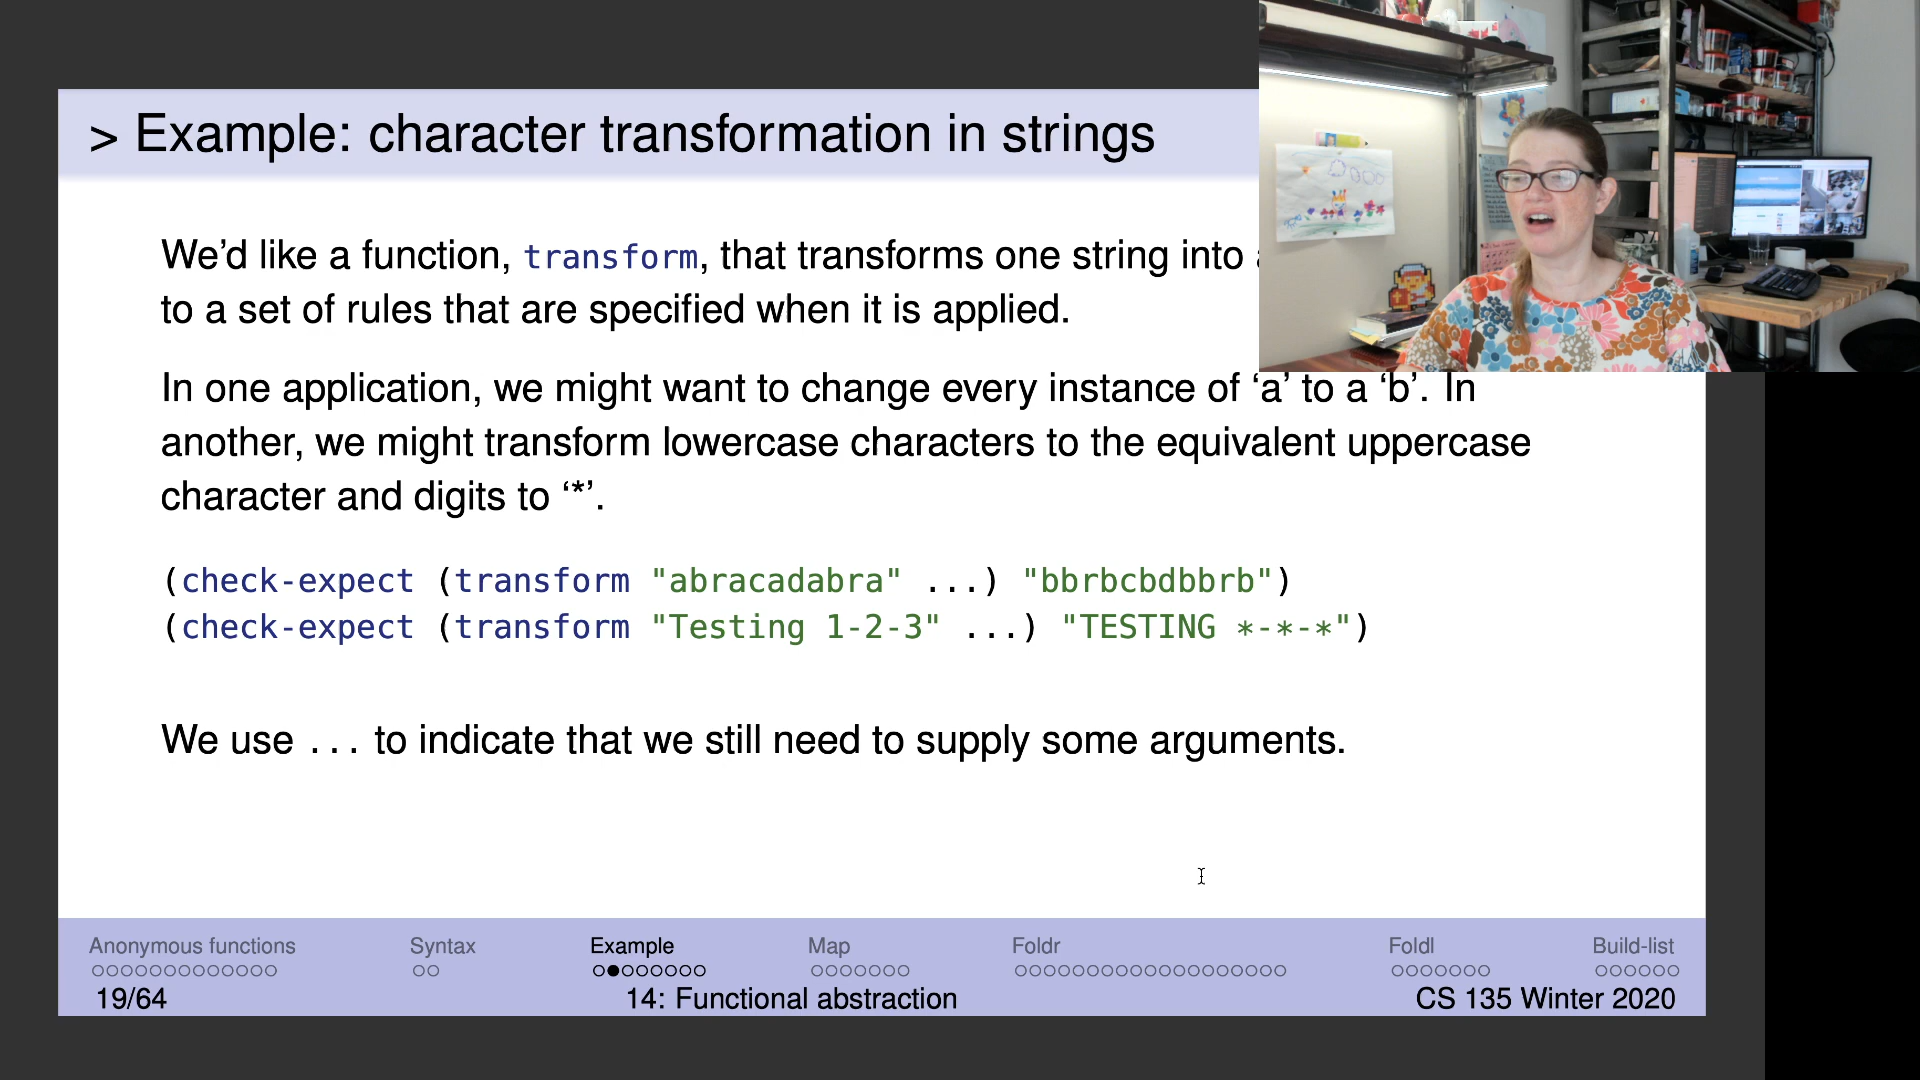 > Example: character transformation in strings
We’d like a function, transform, that transforms one string into
to a set of rules that are specified when it is applied.
In one application, we might want to change every instance of ‘a’ to a ‘b’. In
another, we might transform lowercase characters to the equivalent uppercase
character and digits to ‘*’.
(check-expect (transform "abracadabra" ...) "bbrbcbdbbrb")
(check-expect (transform "Testing 1-2-3" ...) "TESTING *-*-*")
We use ... to indicate that we still need to supply some arguments.
Anonymous functions Syntax Example Map Foldr Foldl Build-list
19/64 14: Functional abstraction CS 135 Winter 2020